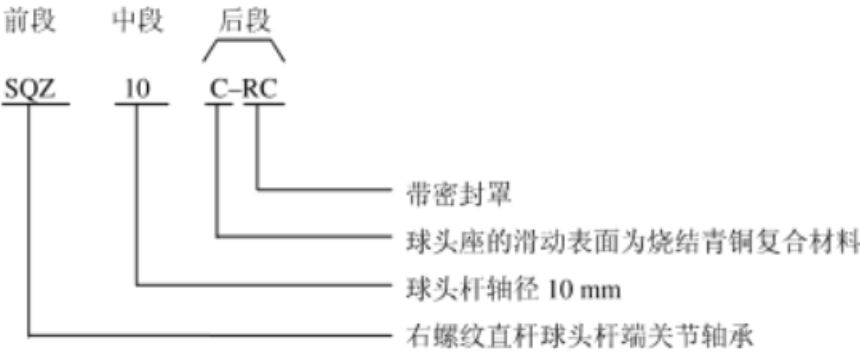 前段 中段 后段
SQZ 10 C–RC
带密封罩
球头座的滑动表面为烧结青铜复合材料
球头杆轴径 10 mm
右螺纹直杆球头杆端关节轴承